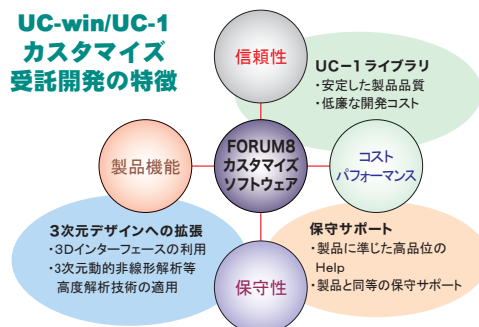 UC-win/UC-1
カスタマイズ
受託開発の特徴
信頼性
UC－1ライブラリ
・安定した製品品質
・低廉な開発コスト
製品機能
FORUM8
カスタマイズ
ソフトウェア
コスト
パフォーマンス
3次元デザインへの拡張
・3Dインターフェースの利用
・3次元動的非線形解析等
高度解析技術の適用
保守性
保守サポート
・製品に準じた高品位の
Help
・製品と同等の保守サポート